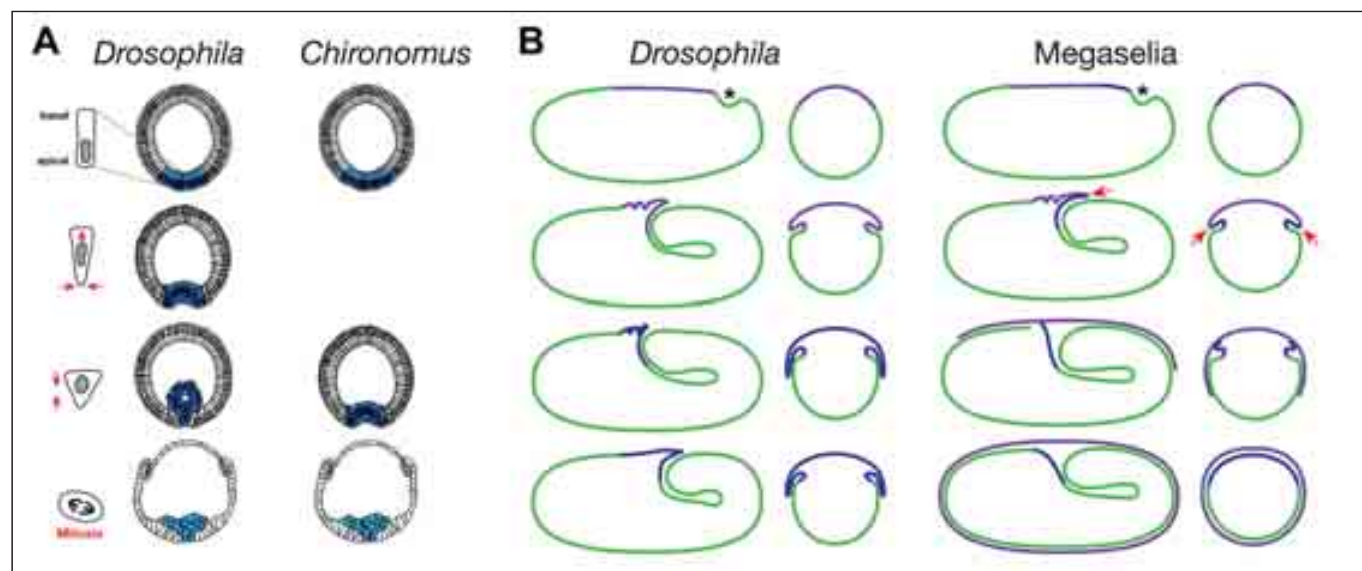 A
Drosophila Chironomus
B
Drosophila Megaselia
basal
apical
*
*
Mitosis